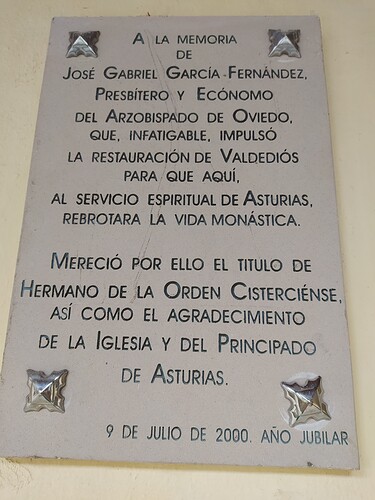 A LA MEMORIA
DE
JOSÉ GABRIEL GARCÍA FERNÁNDEZ,
PRESBÍTERO Y ECÓNOMO
DEL ARZOBISPADO DE OVIEDO,
QUE, INFATIGABLE, IMPULSÓ
LA RESTAURACIÓN DE VALDEDIÓS
PARA QUE AQUÍ,
AL SERVICIO ESPIRITUAL DE ASTURIAS,
REBROTARA LA VIDA MONÁSTICA.
MERECIÓ POR ELLO EL TITULO DE
HERMANO DE LA ORDEN CISTERCIÉNSE,
ASÍ COMO EL AGRADECIMIENTO
DE LA IGLESIA Y DEL PRINCIPADO
DE ASTURIAS.
9 DE JULIO DE 2000. AÑO JUBILAR